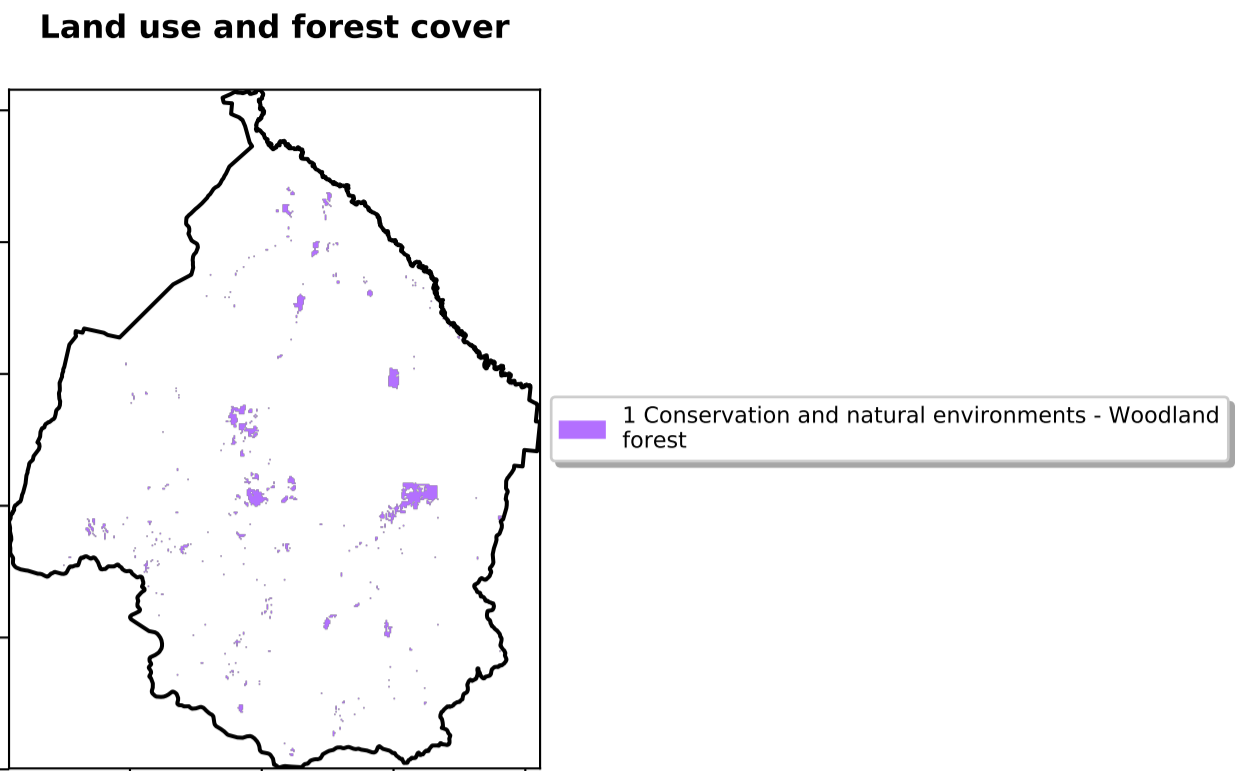 Land use and forest cover
1 Conservation and natural environments - Woodland
forest